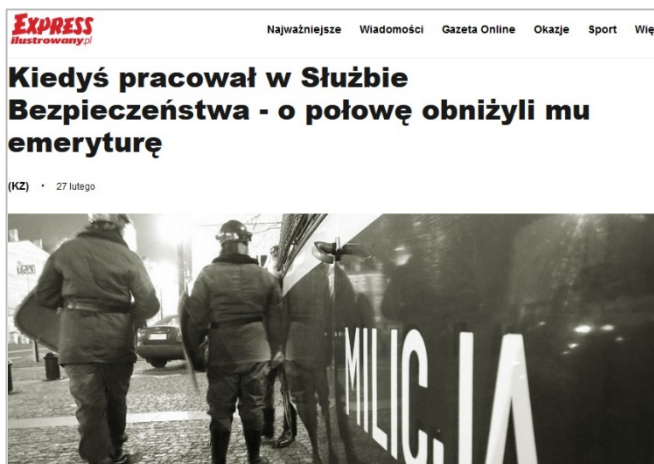 EXPRESS
ilustrowany.pl
Najważniejsze Wiadomości Gazeta Online Okazje Sport Wię
Kiedyś pracował w Służbie
Bezpieczeństwa - o połowę obniżyli mu
emeryturę
(KZ) • 27 lutego
MILICJA